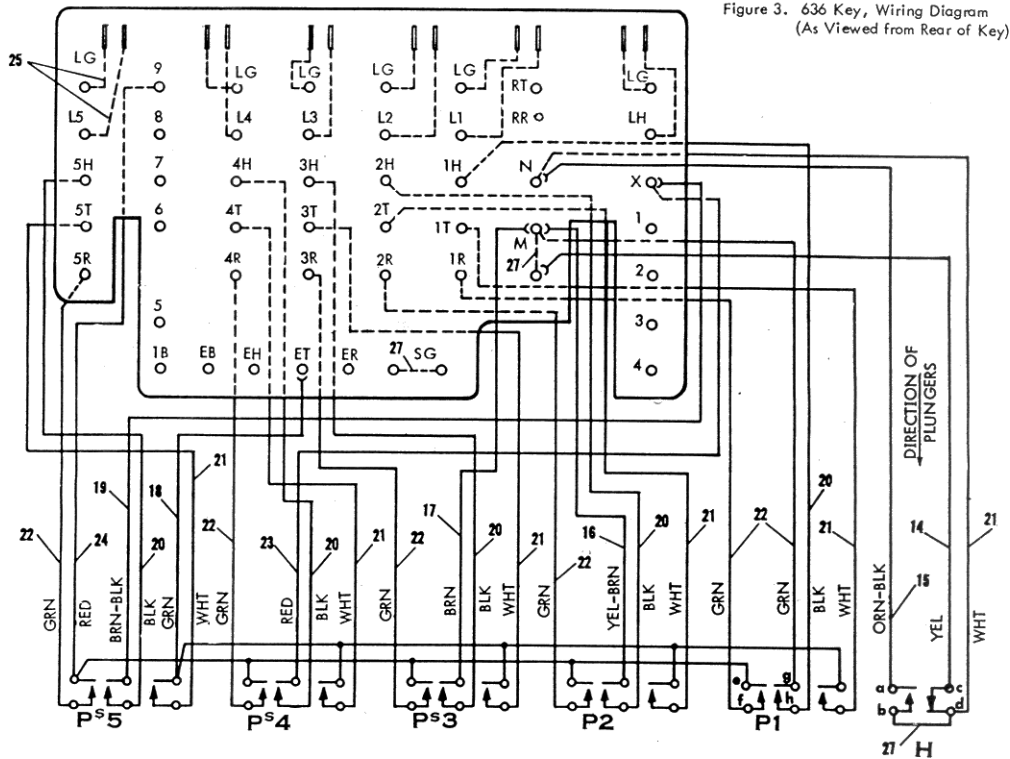 Figure 3. 636 Key, Wiring Diagram
(As Viewed from Rear of Key)
25
LG 9 LG LG LG LG RT LG
L5 8 L4 L3 L2 L1 RR LH
5H 7 4H 3H 2H 1H N X
5T 6 4T 3T 2T 1T M 1
5R 4R 3R 2R 1R 27 2
5 3
1B EB EH ET ER 27 SG 4
DIRECTION OF
PLUNGERS
22 24 19 20 18 21 22 23 20 21 22 17 20 21 22 16 20 21 22 20 21 15 14 21
GRN RED BRN-BLK BLK GRN WHT GRN RED BLK WHT GRN BRN BLK WHT GRN YEL-BRN BLK WHT GRN GRN BLK WHT ORN-BLK YEL WHT
e g a c
f h b d
PS5 PS4 PS3 P2 P1 27 H